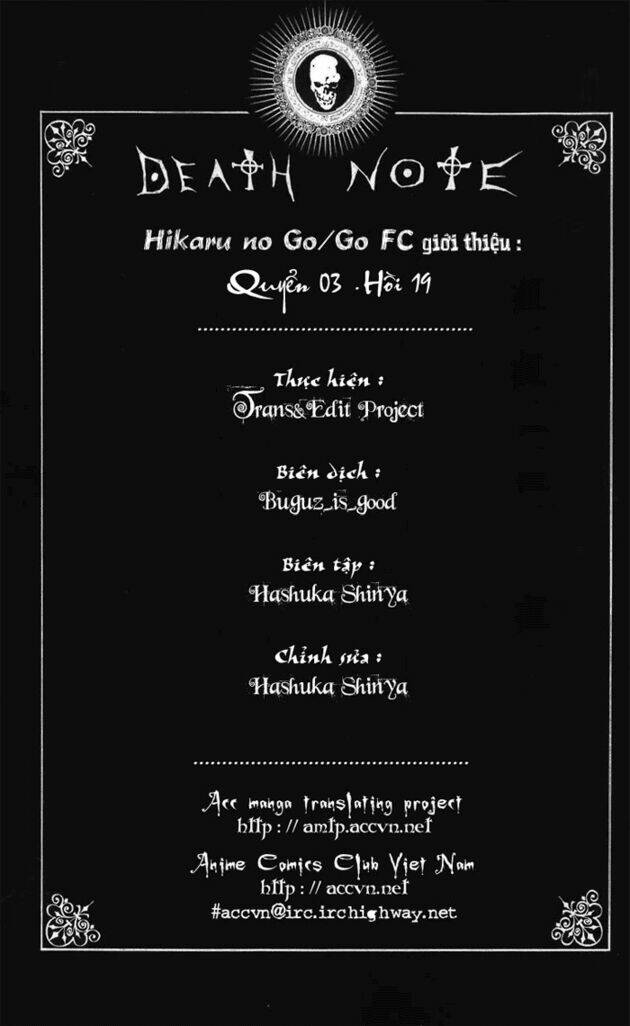 DEATH NOTE
Hikaru no Go/Go FC giới thiệu :
Quyển 03 . Hồi 19
Thực hiện :
Trans&Edit Project
Biên dịch :
Buguz_is_good
Biên tập :
Hashuka Shinya
Chỉnh sửa :
Hashuka Shinya
Acc manga translating project
http : // amtp.accvn.net
Anime Comics Club Viet Nam
http : // accvn.net
#accvn@irc.irchighway.net